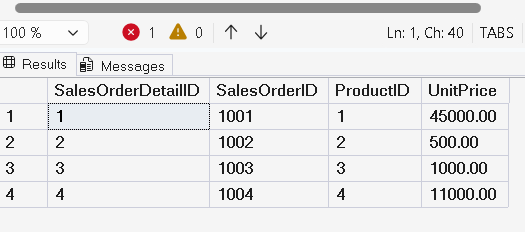 100 % 1 0 Ln: 1, Ch: 40 TABS
Results Messages
SalesOrderDetailID SalesOrderID ProductID UnitPrice
1 1 1001 1 45000.00
2 2 1002 2 500.00
3 3 1003 3 1000.00
4 4 1004 4 11000.00